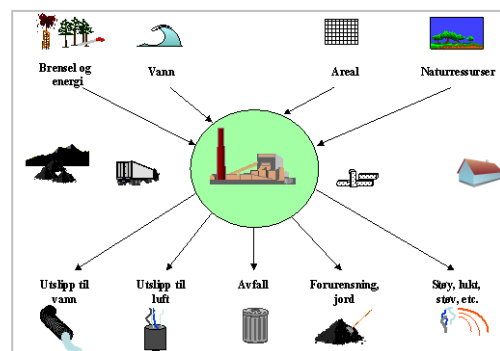 Brensel og
energi
Vann
Areal
Naturressurser
Utslipp til
vann
Utslipp til
luft
Avfall
Forurensning,
jord
Støy, lukt,
støv, etc.